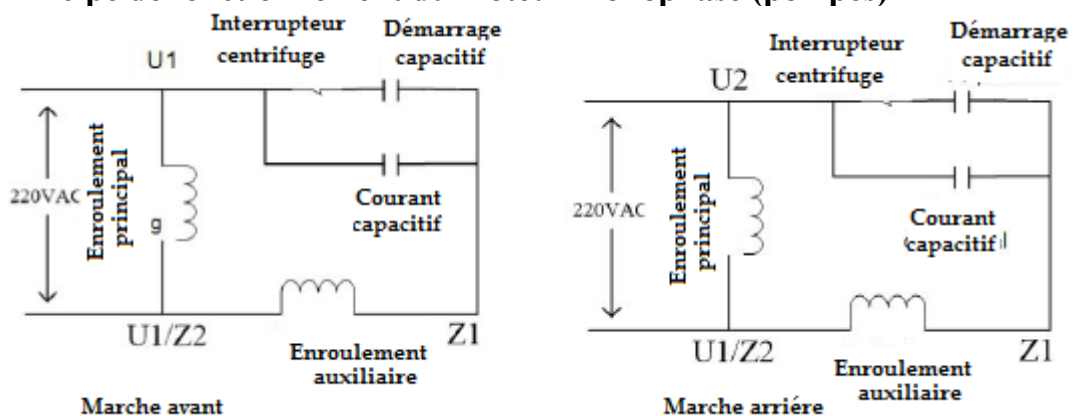 Interrupteur
centrifuge
Démarrage
capacitif
U1
220VAC
Enroulement
principal
g
Courant
capacitif
U1/Z2
Z1
Enroulement
auxiliaire
Marche avant
Interrupteur
centrifuge
Démarrage
capacitif
U2
220VAC
Enroulement
principal
Courant
capacitif
U1/Z2
Z1
Enroulement
auxiliaire
Marche arriére